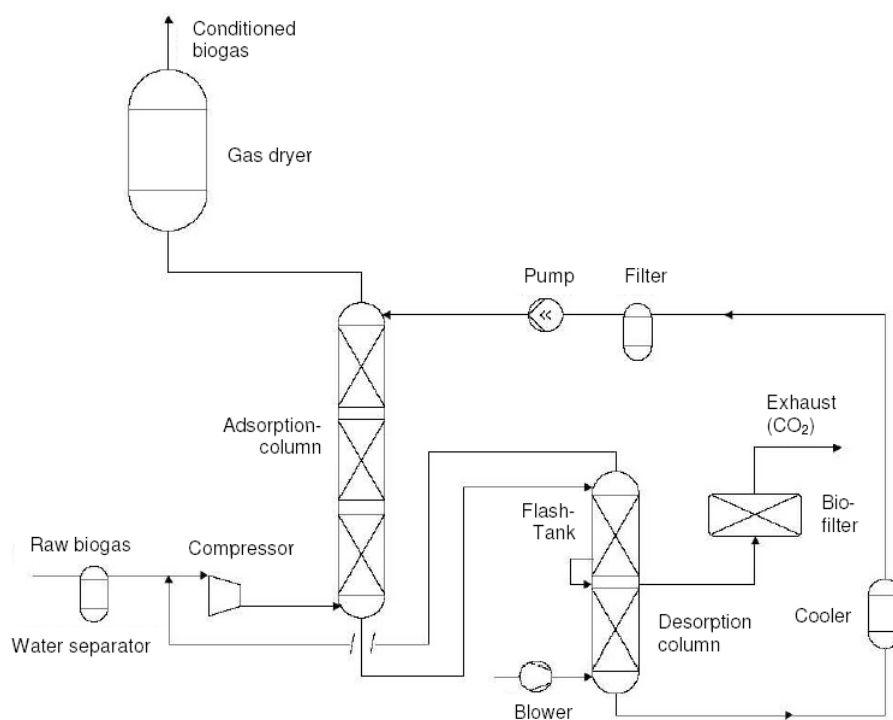 Conditioned
biogas
Gas dryer
Pump
Filter
Adsorption-
column
Exhaust
(CO₂)
Flash-
Tank
Bio-
filter
Raw biogas
Compressor
Water separator
Desorption
column
Cooler
Blower